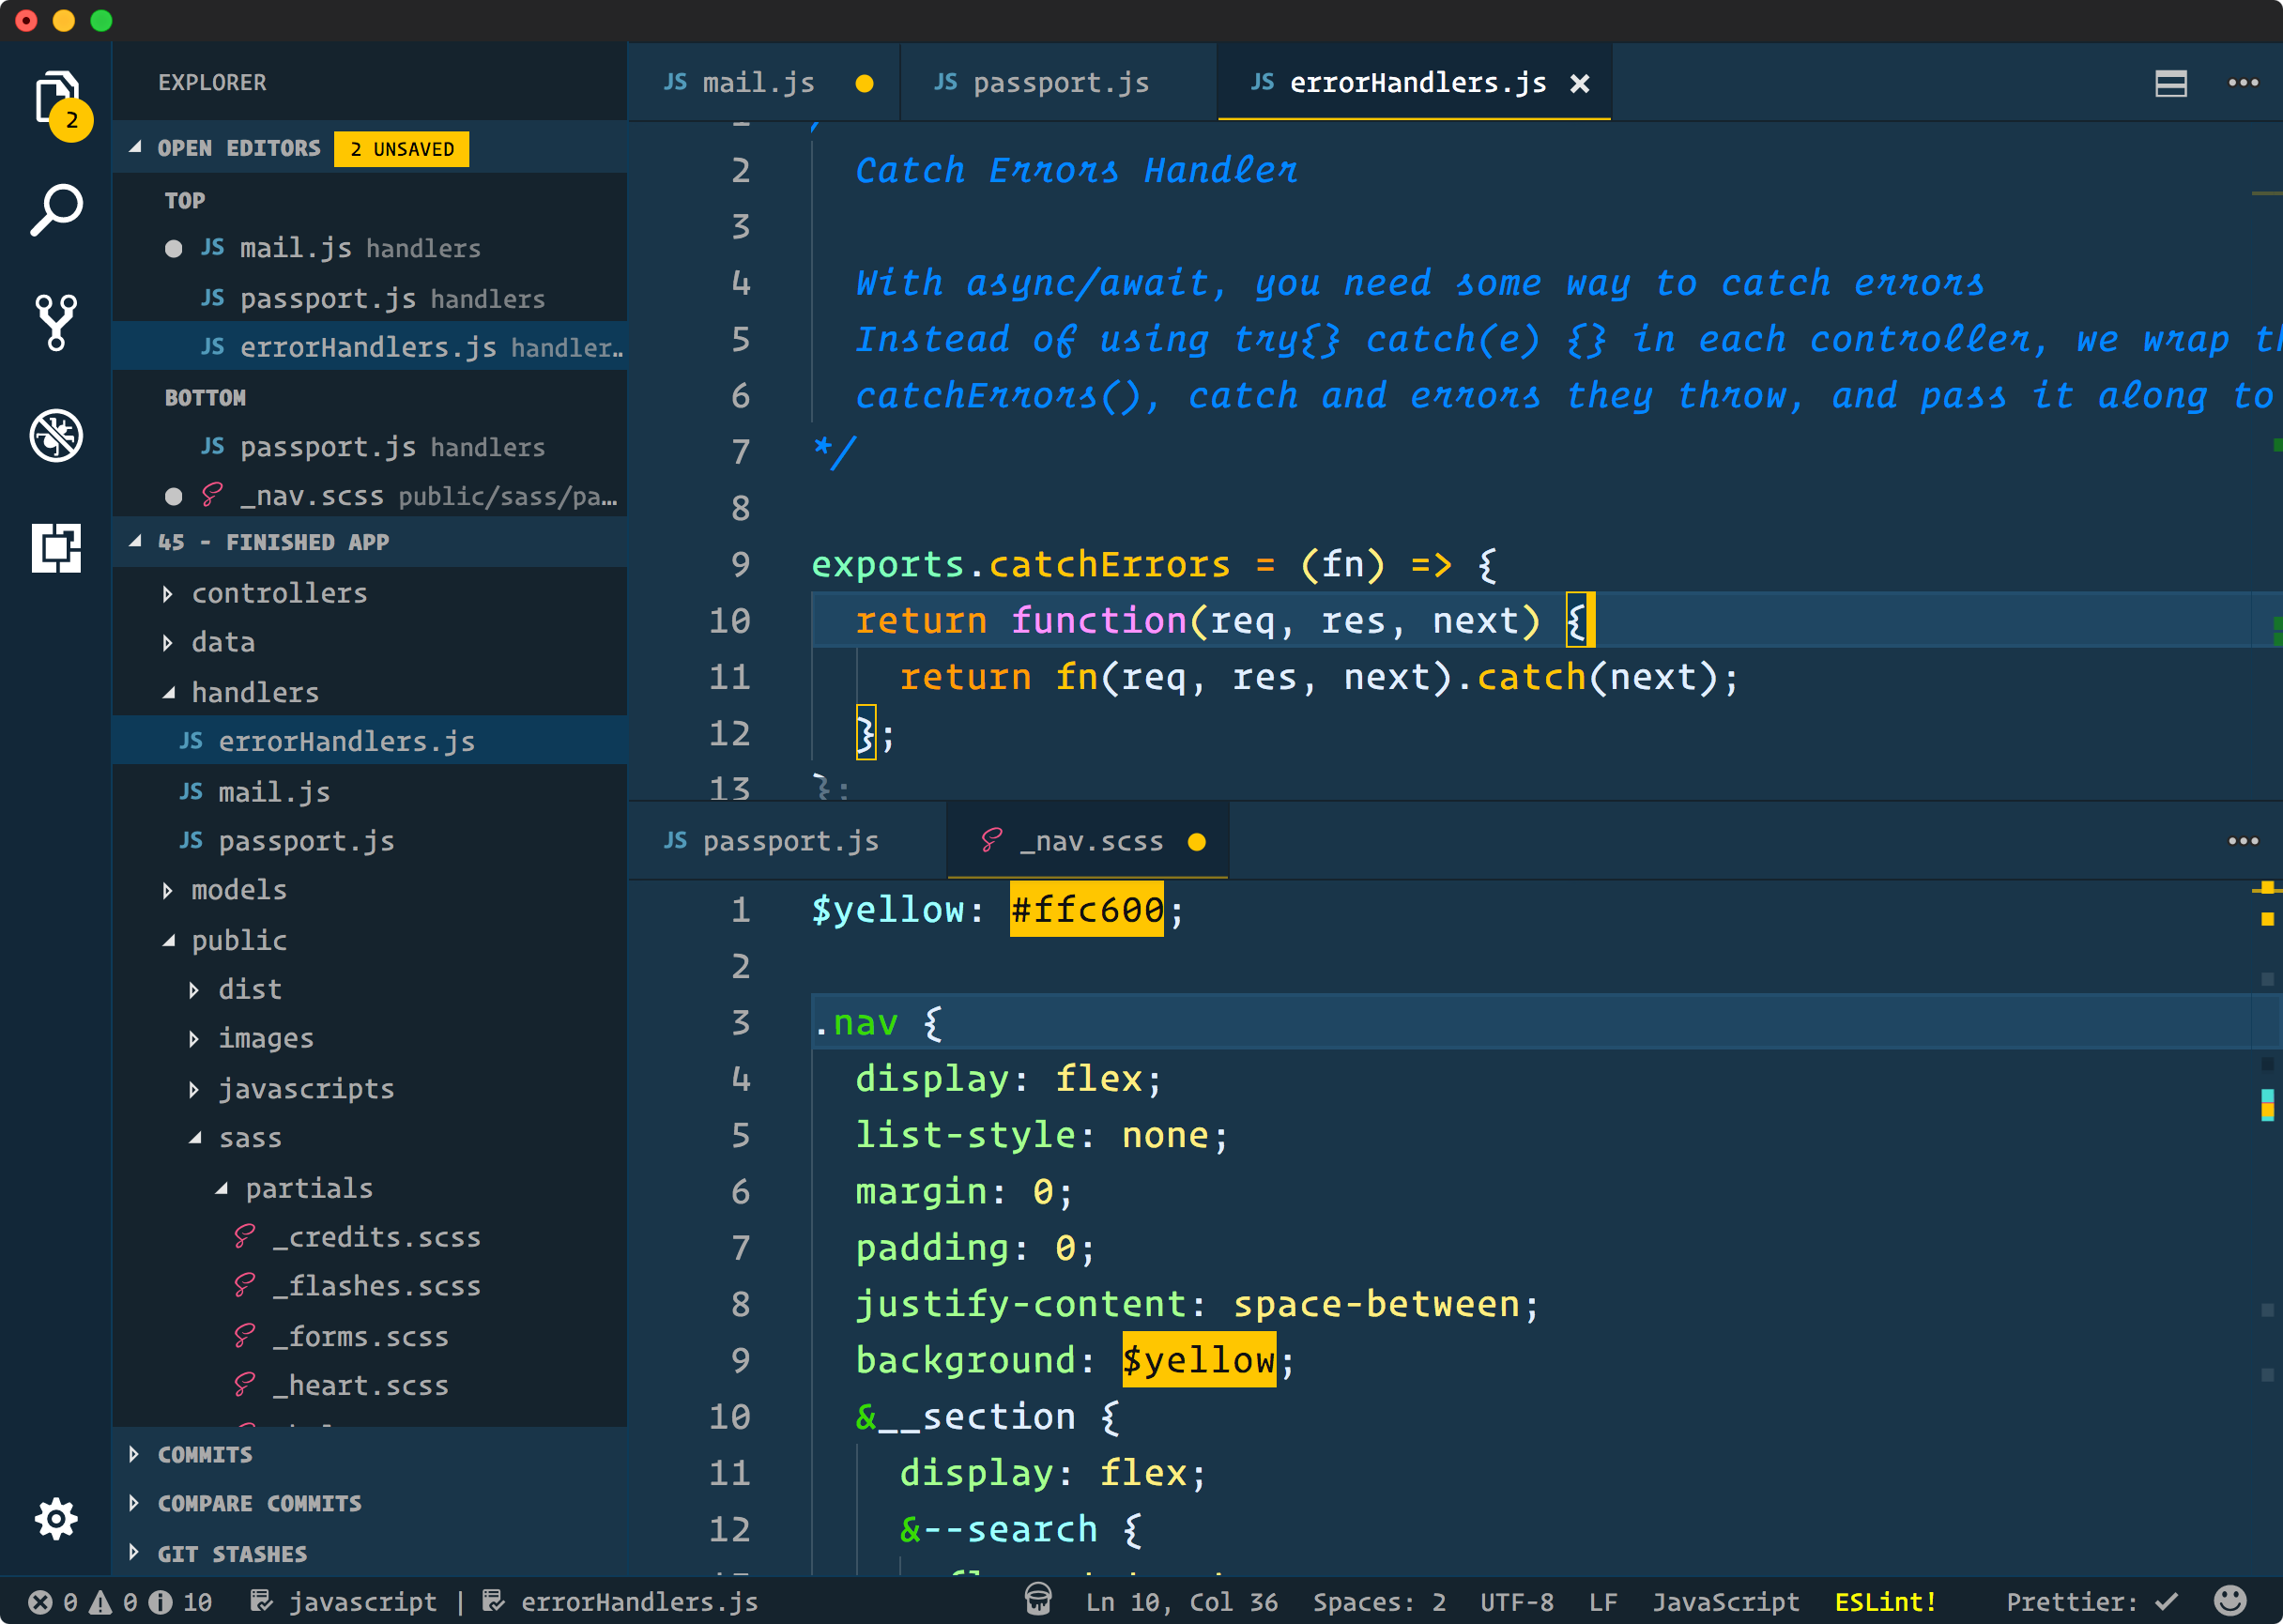 EXPLORER
2
OPEN EDITORS 2 UNSAVED
TOP
JS mail.js handlers
JS passport.js handlers
JS errorHandlers.js handler…
BOTTOM
JS passport.js handlers
_nav.scss public/sass/pa…
45 - FINISHED APP
controllers
data
handlers
JS errorHandlers.js
JS mail.js
JS passport.js
models
public
dist
images
javascripts
sass
partials
_credits.scss
_flashes.scss
_forms.scss
_heart.scss
COMMITS
COMPARE COMMITS
GIT STASHES
JS mail.js JS passport.js JS errorHandlers.js ×
2 Catch Errors Handler
3
4 With async/await, you need some way to catch errors
5 Instead of using try{} catch(e) {} in each controller, we wrap th
6 catchErrors(), catch and errors they throw, and pass it along to
7 */
8
9 exports.catchErrors = (fn) => {
10 return function(req, res, next) {
11 return fn(req, res, next).catch(next);
12 };
13 };
JS passport.js _nav.scss
1 $yellow: #ffc600;
2
3 .nav {
4 display: flex;
5 list-style: none;
6 margin: 0;
7 padding: 0;
8 justify-content: space-between;
9 background: $yellow;
10 &__section {
11 display: flex;
12 &--search {
0 0 10 javascript | errorHandlers.js Ln 10, Col 36 Spaces: 2 UTF-8 LF JavaScript ESLint! Prettier: ✓